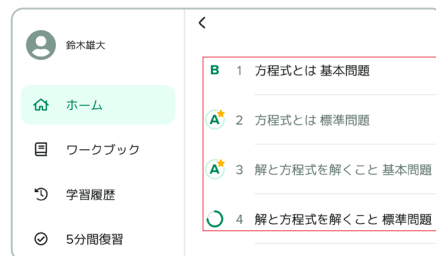 鈴木雄大
ホーム
ワークブック
学習履歴
5分間復習
B 1 方程式とは 基本問題
A 2 方程式とは 標準問題
A 3 解と方程式を解くこと 基本問題
4 解と方程式を解くこと 標準問題